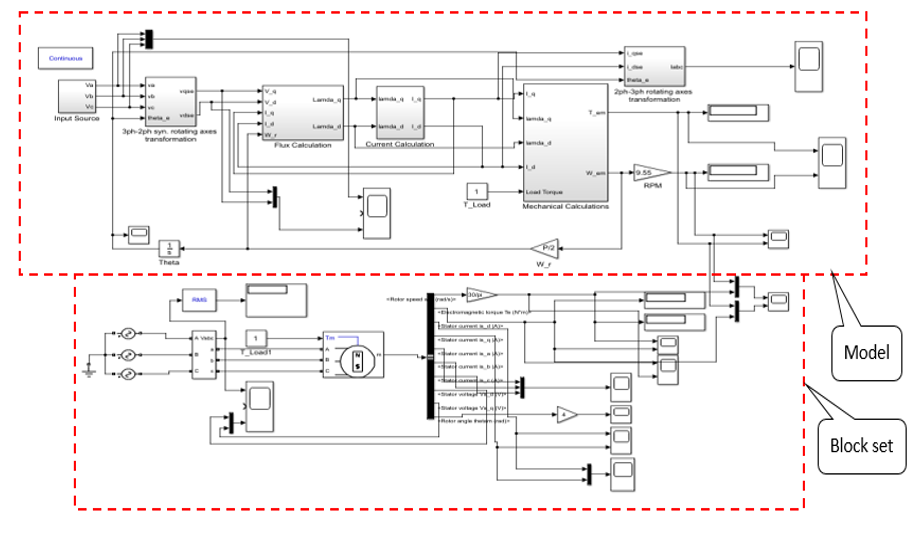 Continuous
Va
Vb
Vc
Input Source
va
vb
vc
theta_e
vqse
vdse
3ph-2ph syn. rotating axes
transformation
V_q
V_d
I_q
I_d
W_r
Lamda_q
Lamda_d
Flux Calculation
lamda_q
lamda_d
I_q
I_d
Current Calculation
I_q
lamda_q
lamda_d
I_d
Load Torque
T_em
W_em
Mechanical Calculations
1
T_Load
I_qse
I_dse
theta_e
Iabc
2ph-3ph rotating axes
transformation
9.55
RPM
1
s
Theta
P/2
W_r
Model
RMS
A
B
C
Vabc
a
b
c
1
T_Load1
Tm
A
B
C
N
S
m
30/pi
<Electromagnetic torque Te (N*m)>
<Stator current is_d (A)>
<Stator current is_q (A)>
<Stator current is_a (A)>
<Stator current is_b (A)>
<Stator current is_c (A)>
<Stator voltage Vs_d (V)>
<Stator voltage Vs_q (V)>
<Rotor angle thetam (rad)>
Block set